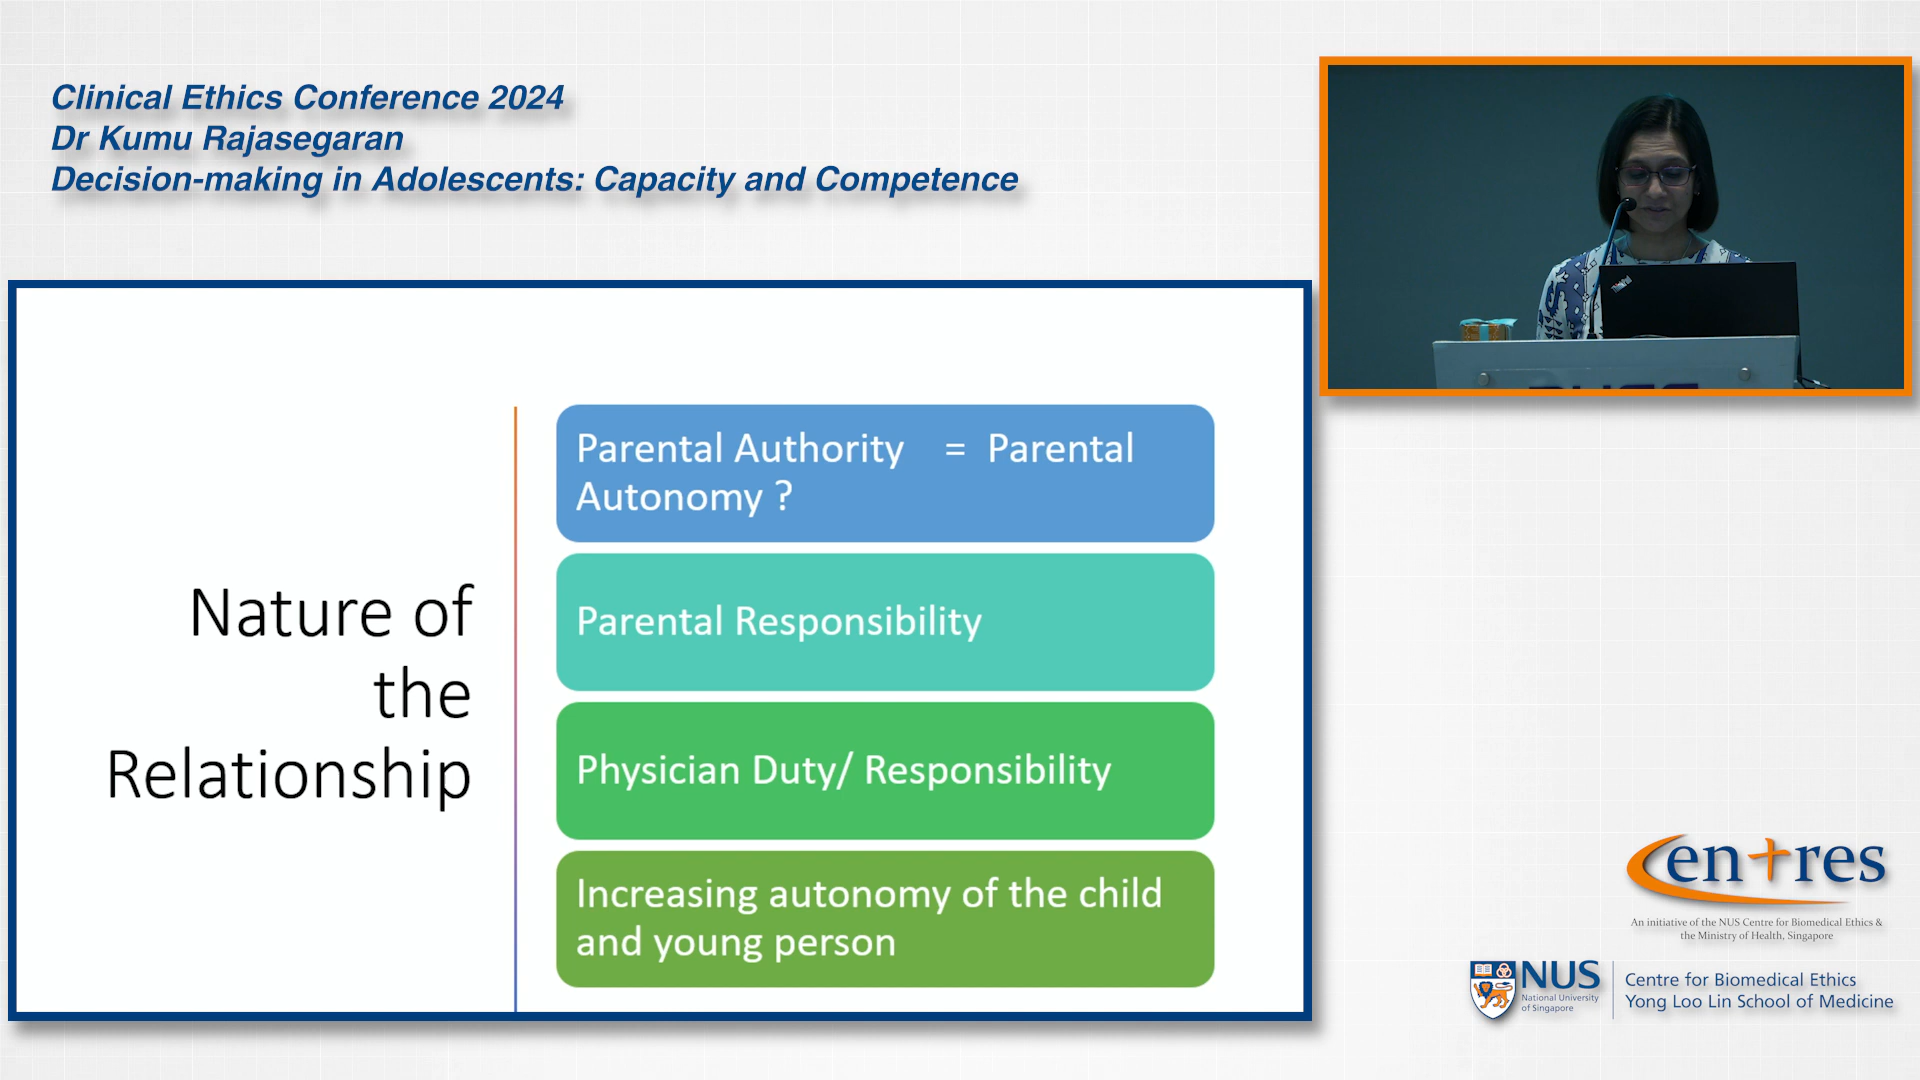 Clinical Ethics Conference 2024
Dr Kumu Rajasegaran
Decision-making in Adolescents: Capacity and Competence
Nature of
the
Relationship
Parental Authority = Parental
Autonomy ?
Parental Responsibility
Physician Duty/ Responsibility
Increasing autonomy of the child
and young person
Centres
An initiative of the NUS Centre for Biomedical Ethics &
the Ministry of Health, Singapore
NUS
National University
of Singapore
Centre for Biomedical Ethics
Yong Loo Lin School of Medicine